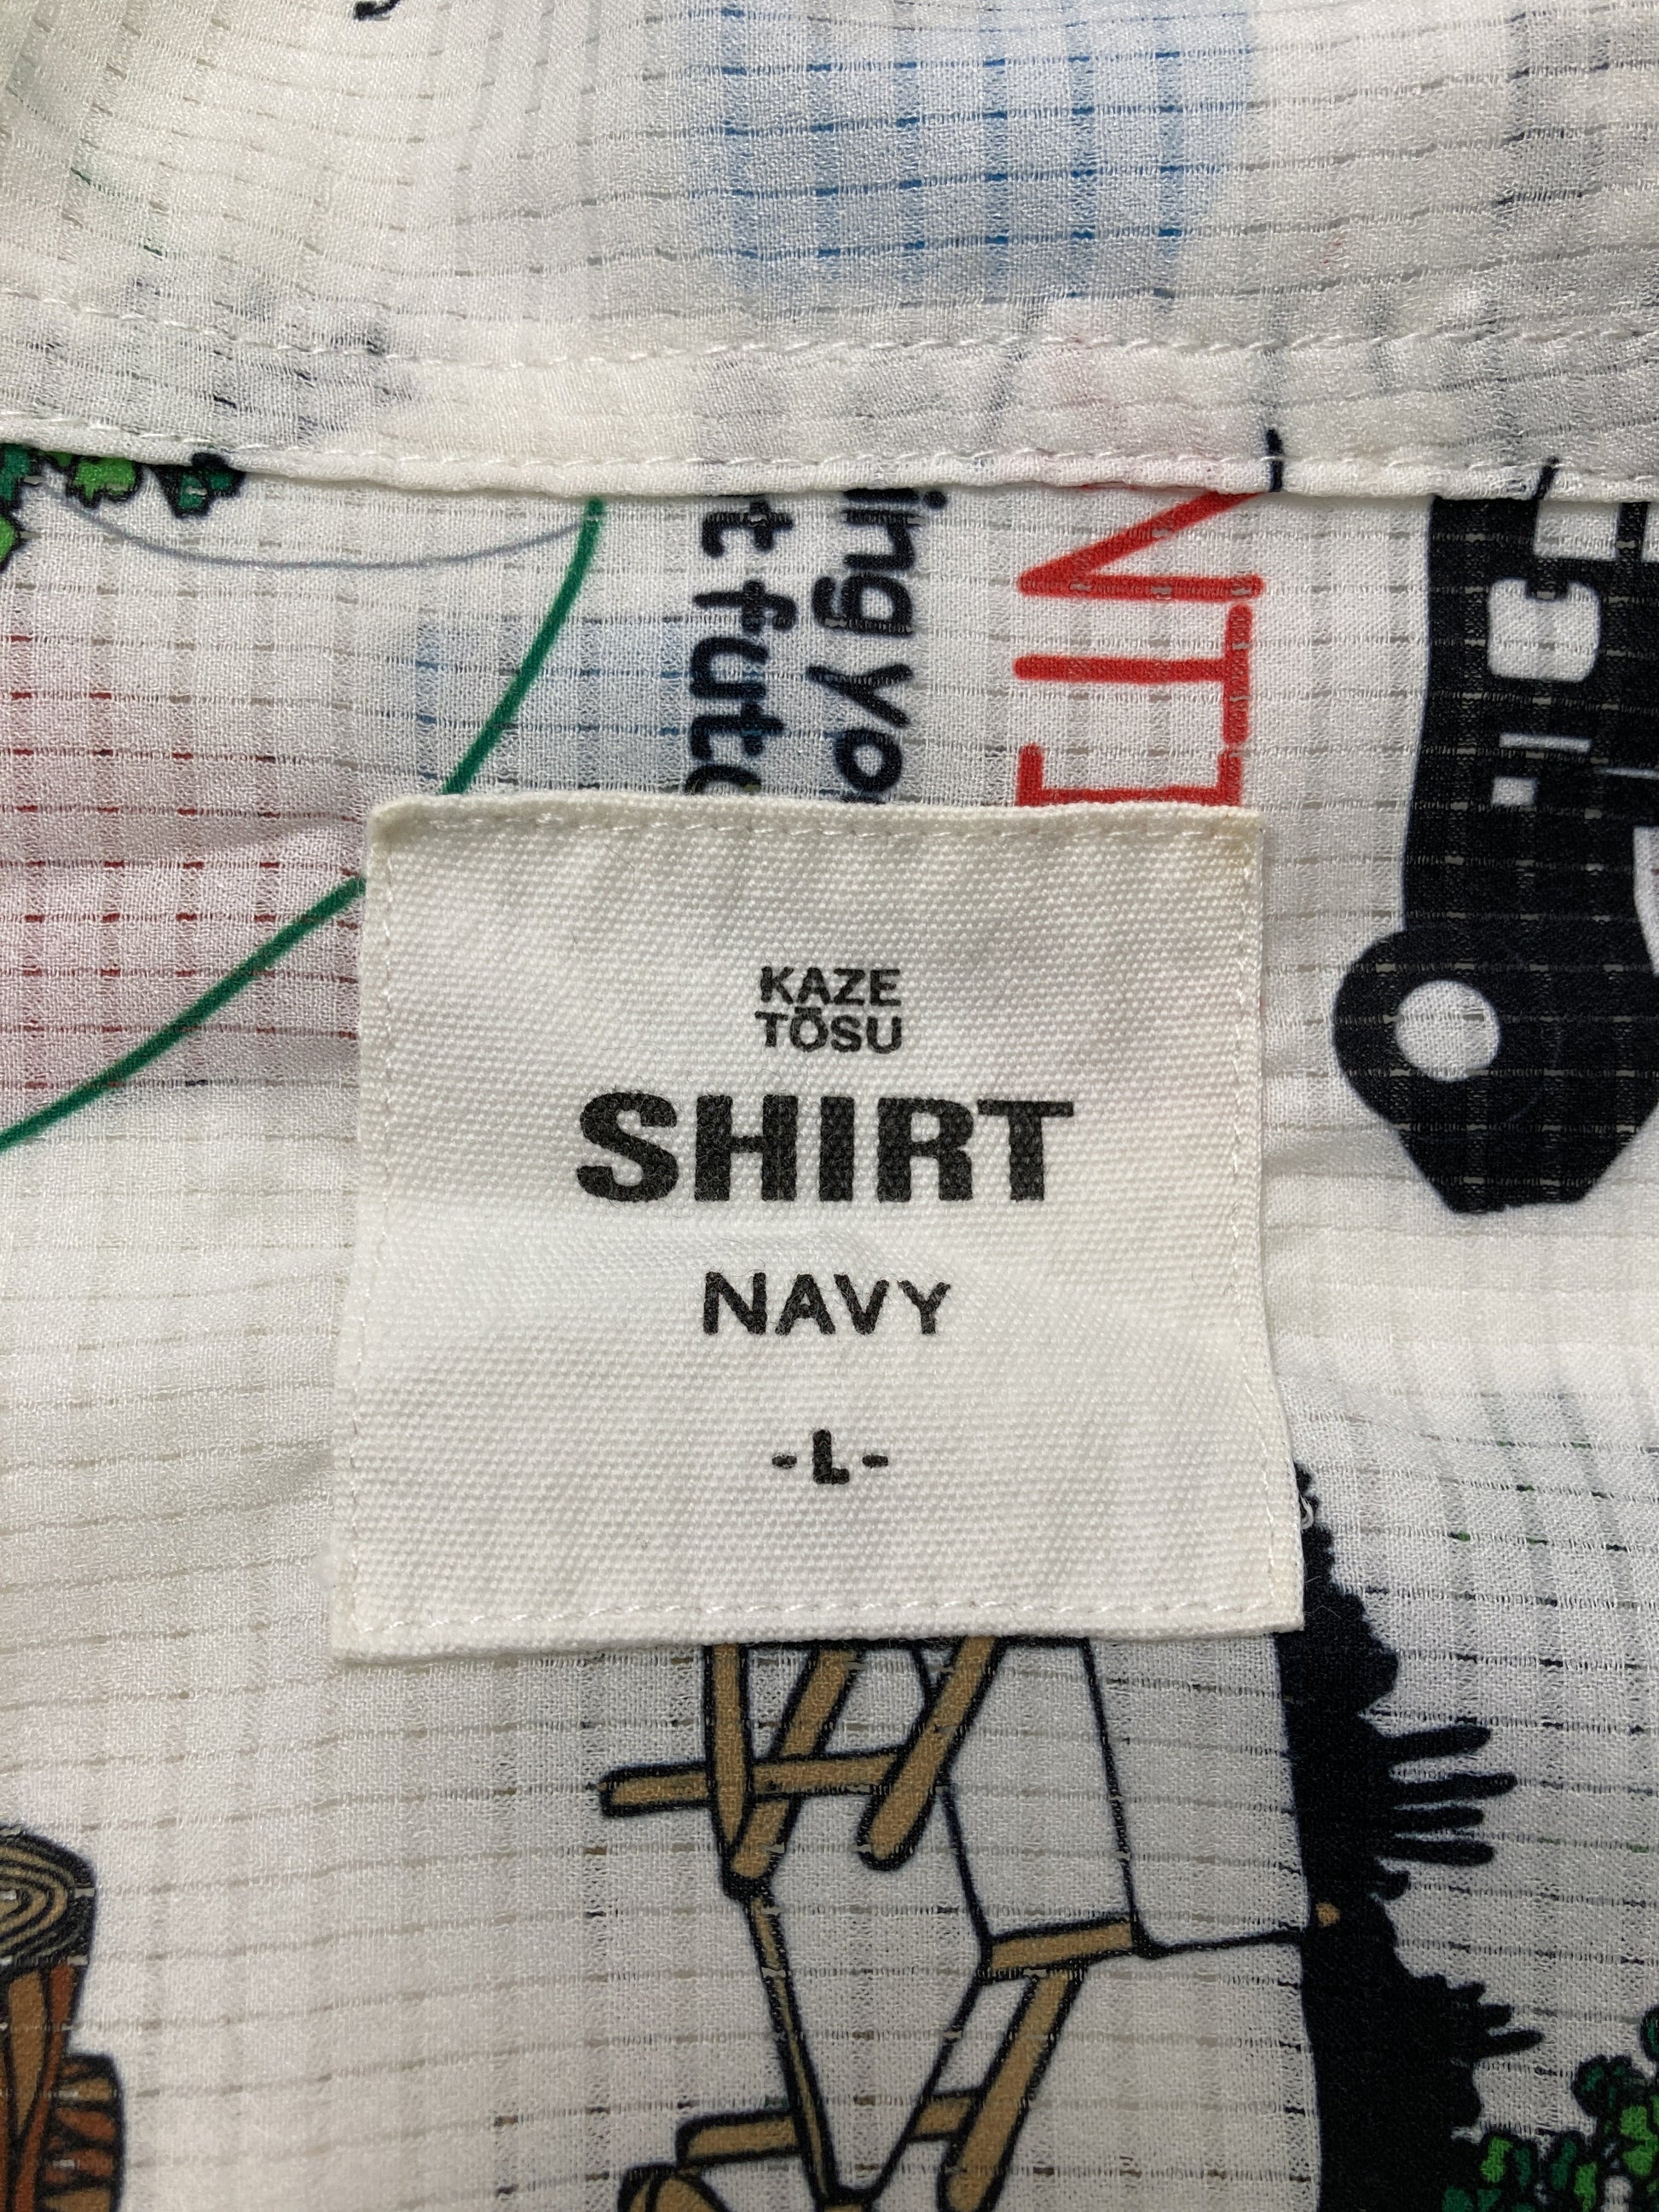 KAZE
TŌSU
SHIRT
NAVY
-L-